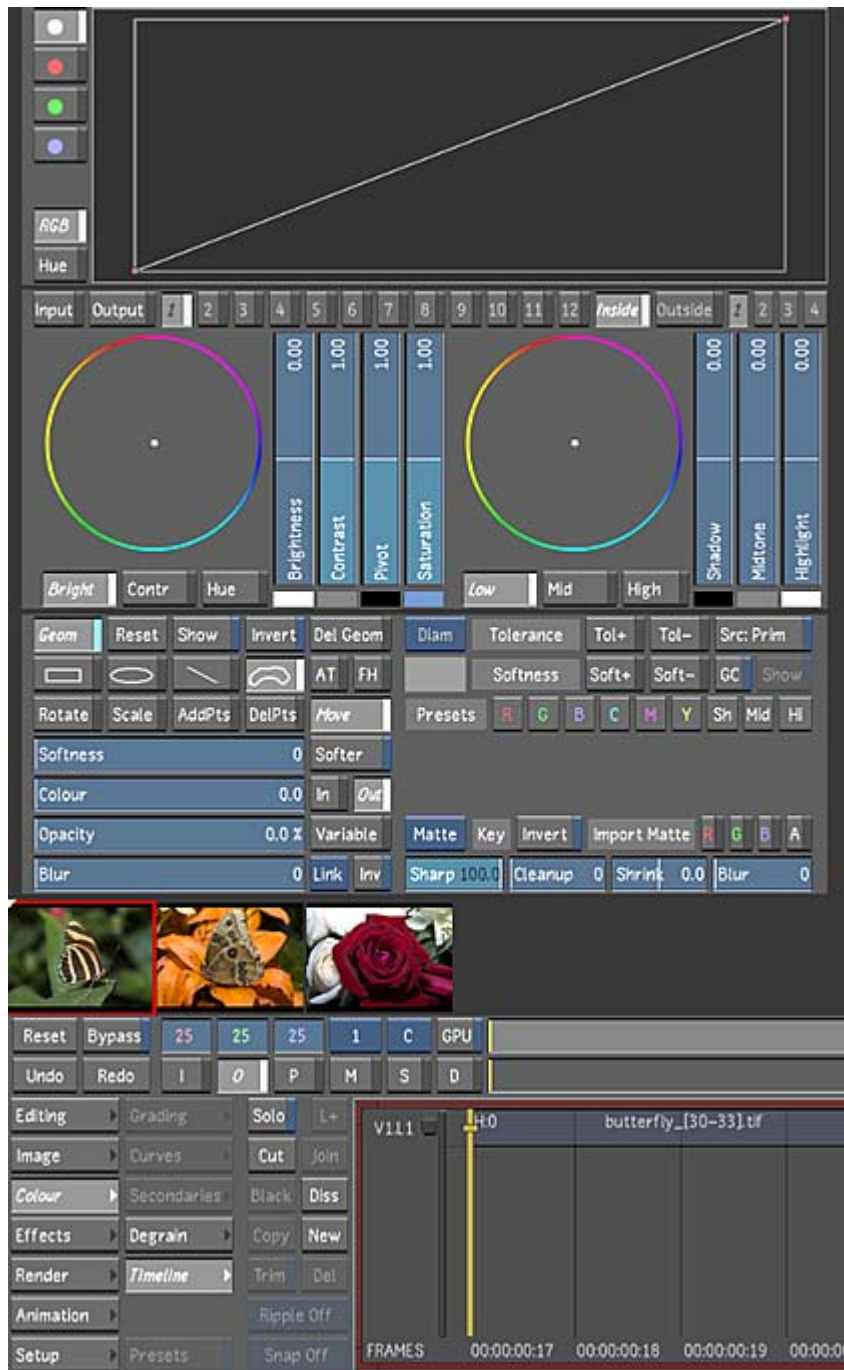 RGB
Hue
Input Output 1 2 3 4 5 6 7 8 9 10 11 12 Inside Outside 1 2 3 4
Brightness 0.00
Contrast 1.00
Pivot 1.00
Saturation 1.00
Shadow 0.00
Midtone 0.00
Highlight 0.00
Bright Contr Hue
Low Mid High
Geom Reset Show Invert Del Geom Diam Tolerance Tol+ Tol- Src: Prim
AT FH Softness Soft+ Soft- GC Show
Rotate Scale AddPts DelPts Move Presets R G B C M Y Sh Mid HI
Softness 0 Softer
Colour 0.0 In Out
Opacity 0.0 % Variable Matte Key Invert Import Matte R G B A
Blur 0 Link Inv Sharp 100.0 Cleanup 0 Shrink 0.0 Blur 0
Reset Bypass 25 25 25 1 C GPU
Undo Redo I O P M S D
Editing Grading Solo L+ V1L1 H:0 butterfly_[30-33].tif
Image Curves Cut Join
Colour Secondaries Black Diss
Effects Degrain Copy New
Render Timeline Trim Del
Animation Ripple Off
Setup Presets Snap Off FRAMES 00:00:00:17 00:00:00:18 00:00:00:19 00:00:0